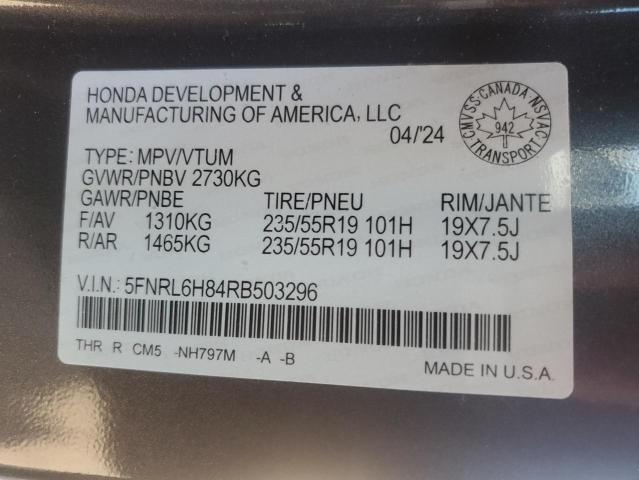 HONDA DEVELOPMENT &
MANUFACTURING OF AMERICA, LLC
04/'24
CMVSS-CANADA-NSVAC
942
TRANSPORT
TYPE: MPV/VTUM
GVWR/PNBV 2730KG
GAWR/PNBE TIRE/PNEU RIM/JANTE
F/AV 1310KG 235/55R19 101H 19X7.5J
R/AR 1465KG 235/55R19 101H 19X7.5J
V.I.N.: 5FNRL6H84RB503296
THR R CM5 -NH797M -A -B
MADE IN U.S.A.